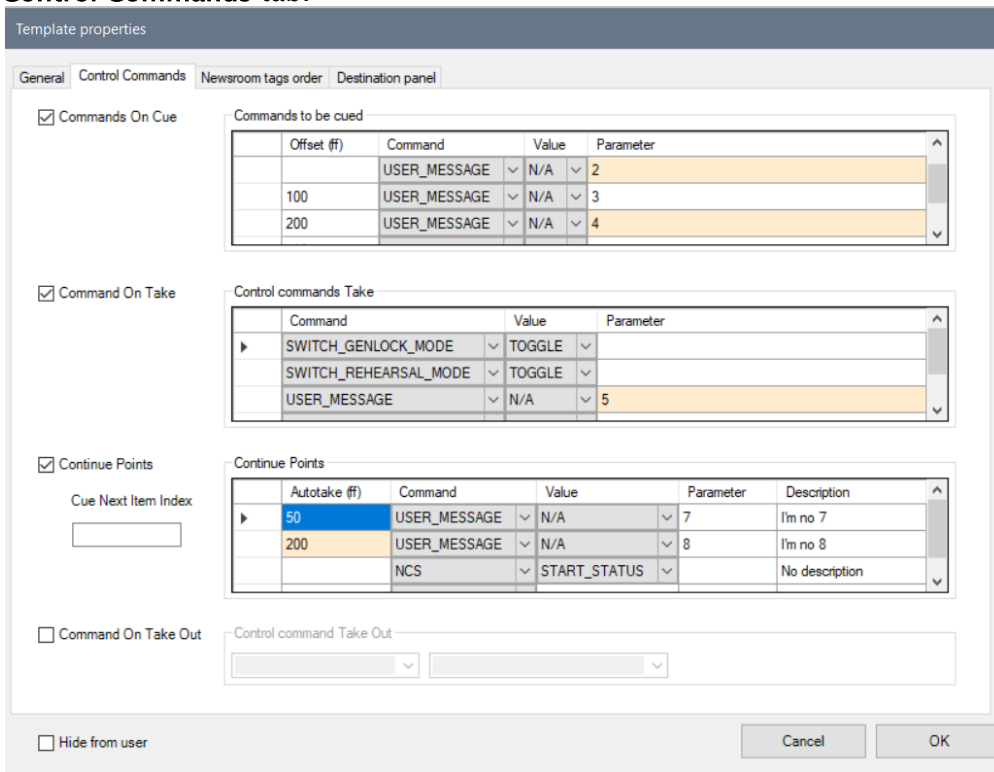 Template properties
General Control Commands Newsroom tags order Destination panel
Commands On Cue
Commands to be cued
Offset (ff) Command Value Parameter
USER_MESSAGE N/A 2
100 USER_MESSAGE N/A 3
200 USER_MESSAGE N/A 4
Command On Take
Control commands Take
Command Value Parameter
SWITCH_GENLOCK_MODE TOGGLE
SWITCH_REHEARSAL_MODE TOGGLE
USER_MESSAGE N/A 5
Continue Points
Cue Next Item Index
Continue Points
Autotake (ff) Command Value Parameter Description
50 USER_MESSAGE N/A 7 I'm no 7
200 USER_MESSAGE N/A 8 I'm no 8
NCS START_STATUS No description
Command On Take Out
Control command Take Out
Hide from user
Cancel OK